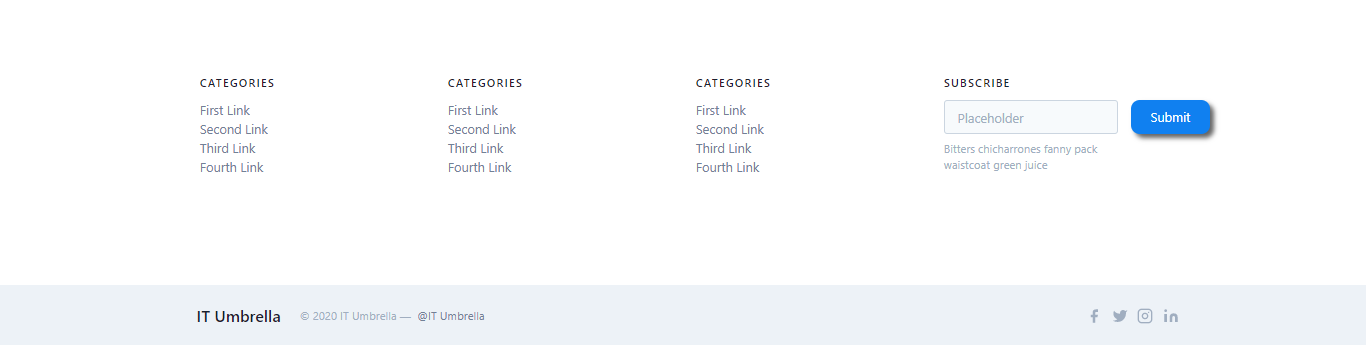 CATEGORIES
First Link
Second Link
Third Link
Fourth Link
CATEGORIES
First Link
Second Link
Third Link
Fourth Link
CATEGORIES
First Link
Second Link
Third Link
Fourth Link
SUBSCRIBE
Placeholder
Submit
Bitters chicharrones fanny pack
waistcoat green juice
IT Umbrella © 2020 IT Umbrella — @IT Umbrella